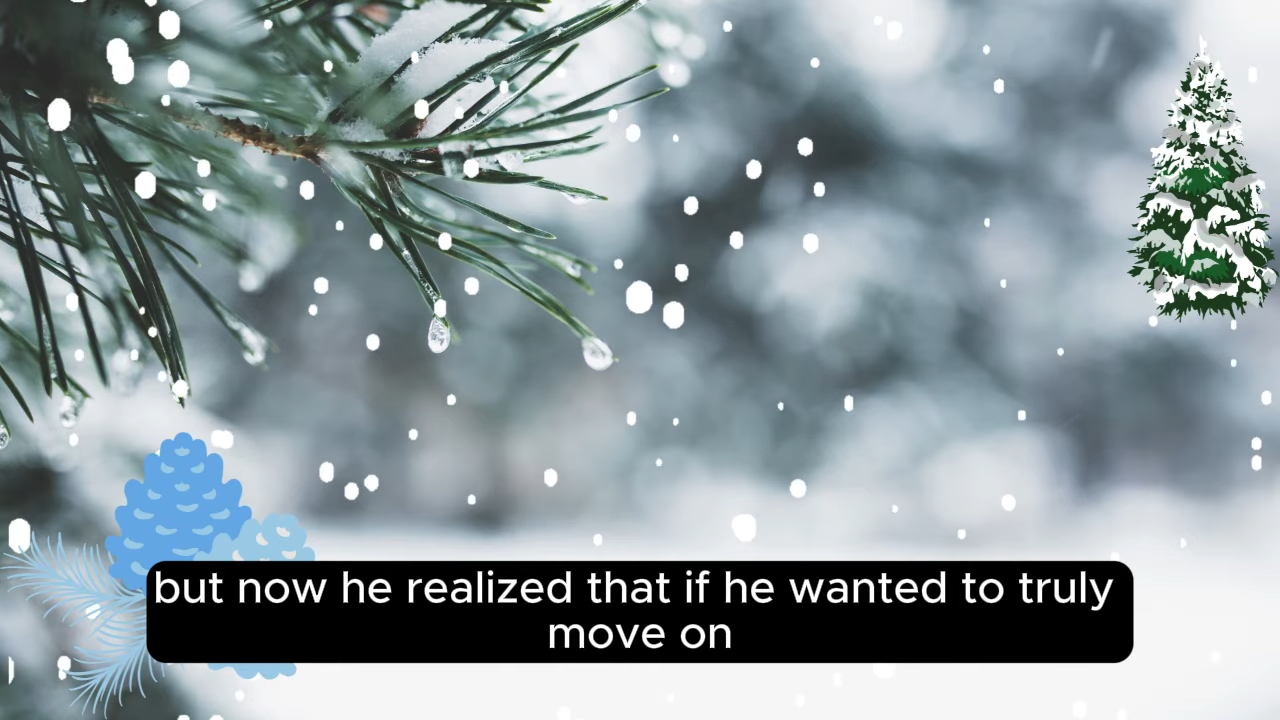 but now he realized that if he wanted to truly
move on